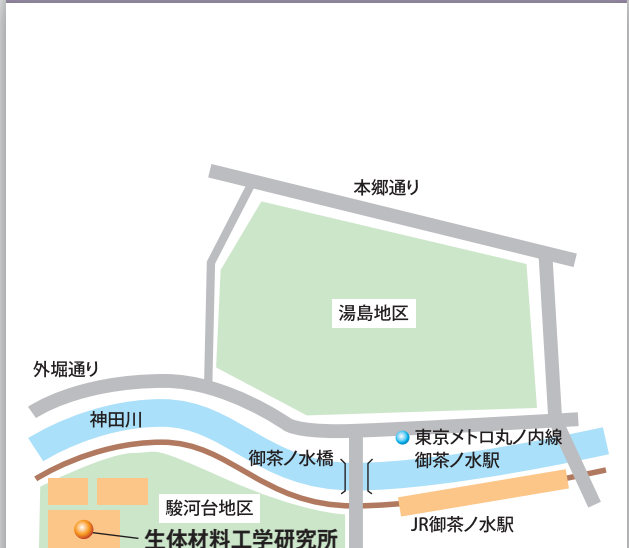 本郷通り
湯島地区
外堀通り
神田川
東京メトロ丸ノ内線
御茶ノ水駅
御茶ノ水橋
駿河台地区
JR御茶ノ水駅
生体材料工学研究所